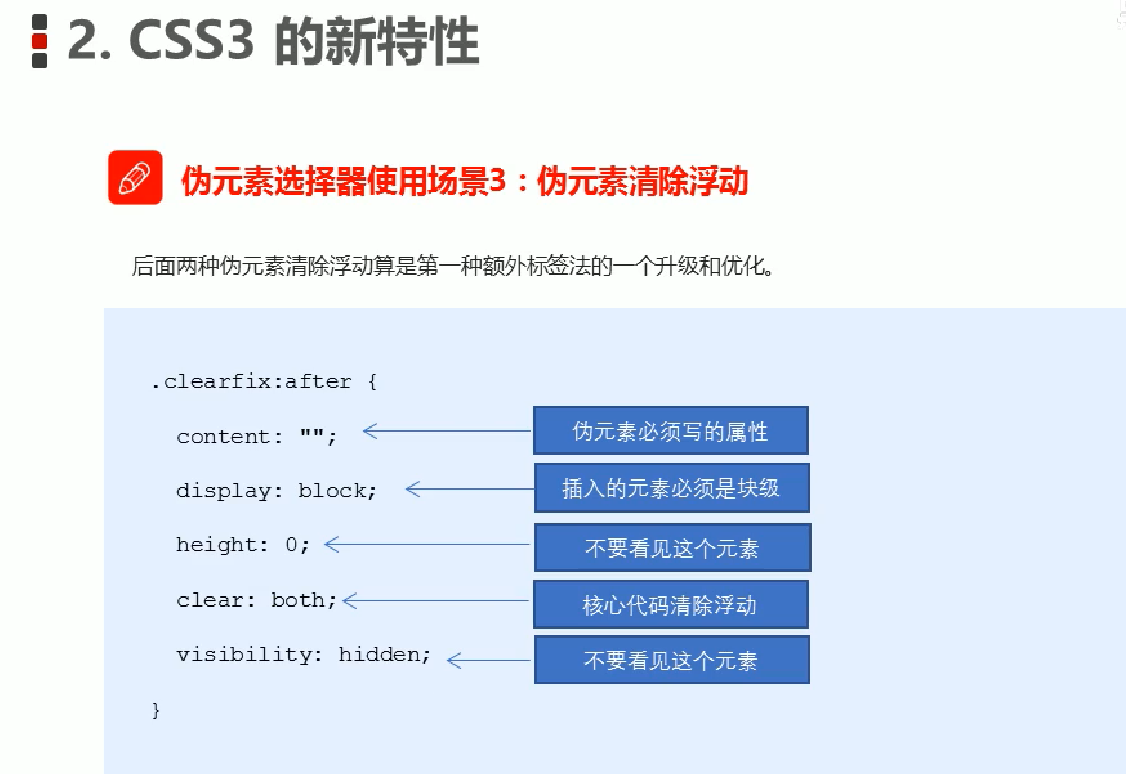 2. CSS3 的新特性
伪元素选择器使用场景3：伪元素清除浮动
后面两种伪元素清除浮动算是第一种额外标签法的一个升级和优化。
.clearfix:after {
content: "";
伪元素必须写的属性
display: block;
插入的元素必须是块级
height: 0;
不要看见这个元素
clear: both;
核心代码清除浮动
visibility: hidden;
不要看见这个元素
}